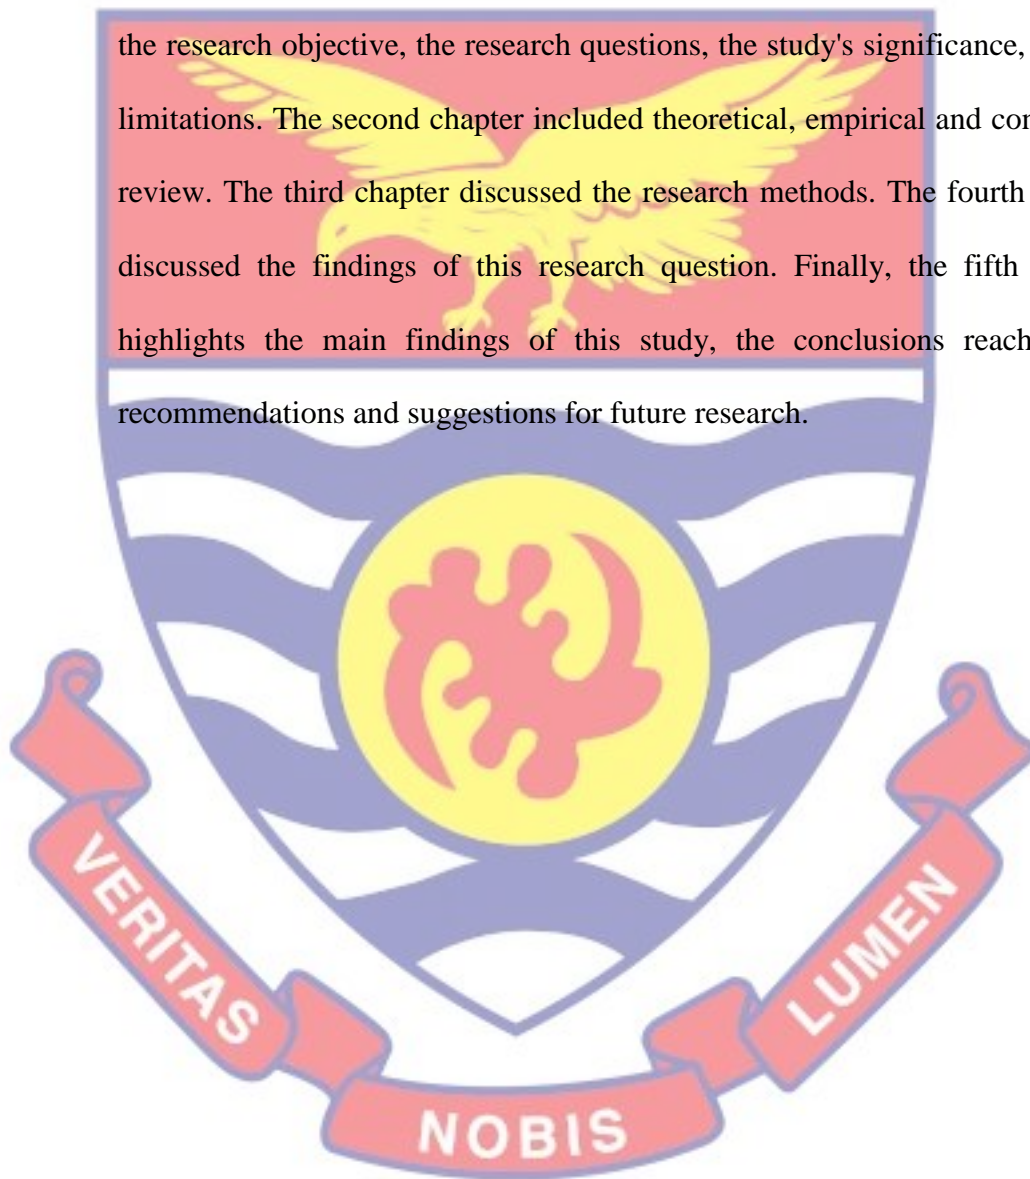 the research objective, the research questions, the study's significance,
limitations. The second chapter included theoretical, empirical and
review. The third chapter discussed the research methods. The fourth
discussed the findings of this research question. Finally, the fifth
highlights the main findings of this study, the conclusions
recommendations and suggestions for future research.
VERITAS
NOBIS
LUMEN